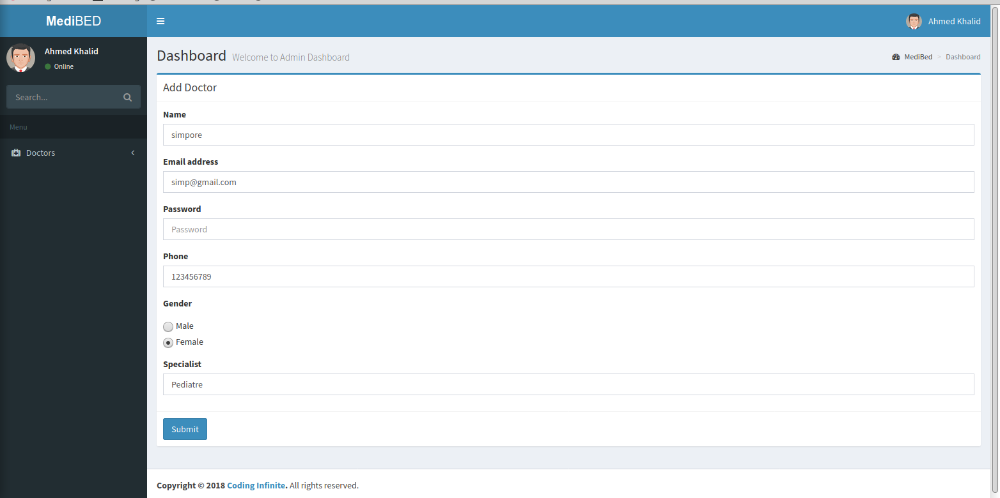 MediBED
Ahmed Khalid
Ahmed Khalid
Online
Search...
Menu
Doctors
Dashboard Welcome to Admin Dashboard
MediBed > Dashboard
Add Doctor
Name
simpore
Email address
simp@gmail.com
Password
Password
Phone
123456789
Gender
Male
Female
Specialist
Pediatre
Submit
Copyright © 2018 Coding Infinite. All rights reserved.